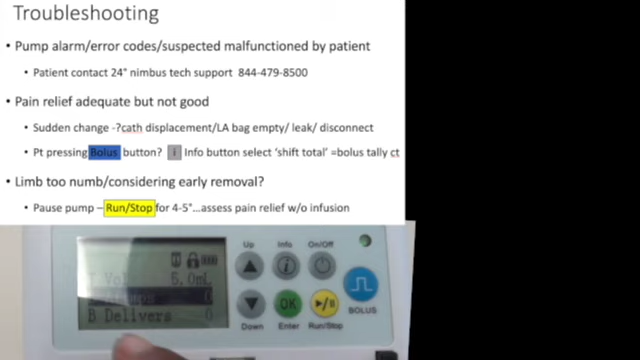 Troubleshooting
• Pump alarm/error codes/suspected malfunctioned by patient
• Patient contact 24° nimbus tech support 844-479-8500
• Pain relief adequate but not good
• Sudden change -?cath displacement/LA bag empty/ leak/ disconnect
• Pt pressing Bolus button? i Info button select 'shift total' =bolus tally ct
• Limb too numb/considering early removal?
• Pause pump – Run/Stop for 4-5°...assess pain relief w/o infusion
Up Info On/Off
5.0mL
0
B Delivers 0
OK
Down Enter Run/Stop BOLUS